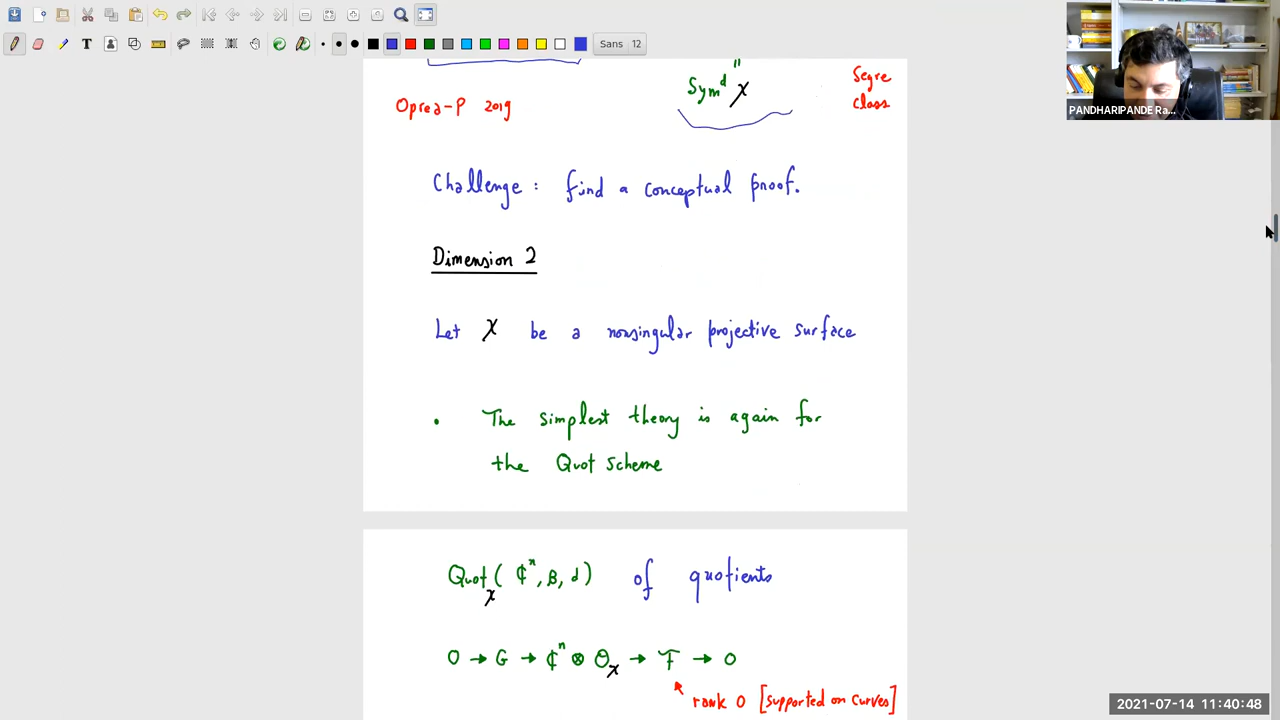 Sans 12
PANDHARIPANDE Ra...
Sym^d X
Segre
class
Oprea-P 2019
Challenge : find a conceptual proof.
Dimension 2
Let X be a nonsingular projective surface
• The simplest theory is again for
the Quot scheme
Quot_X ( ℂ^n, β, d ) of quotients
0 → G → ℂ^n ⊗ O_X → F → 0
rank 0 [supported on curves]
2021-07-14 11:40:48